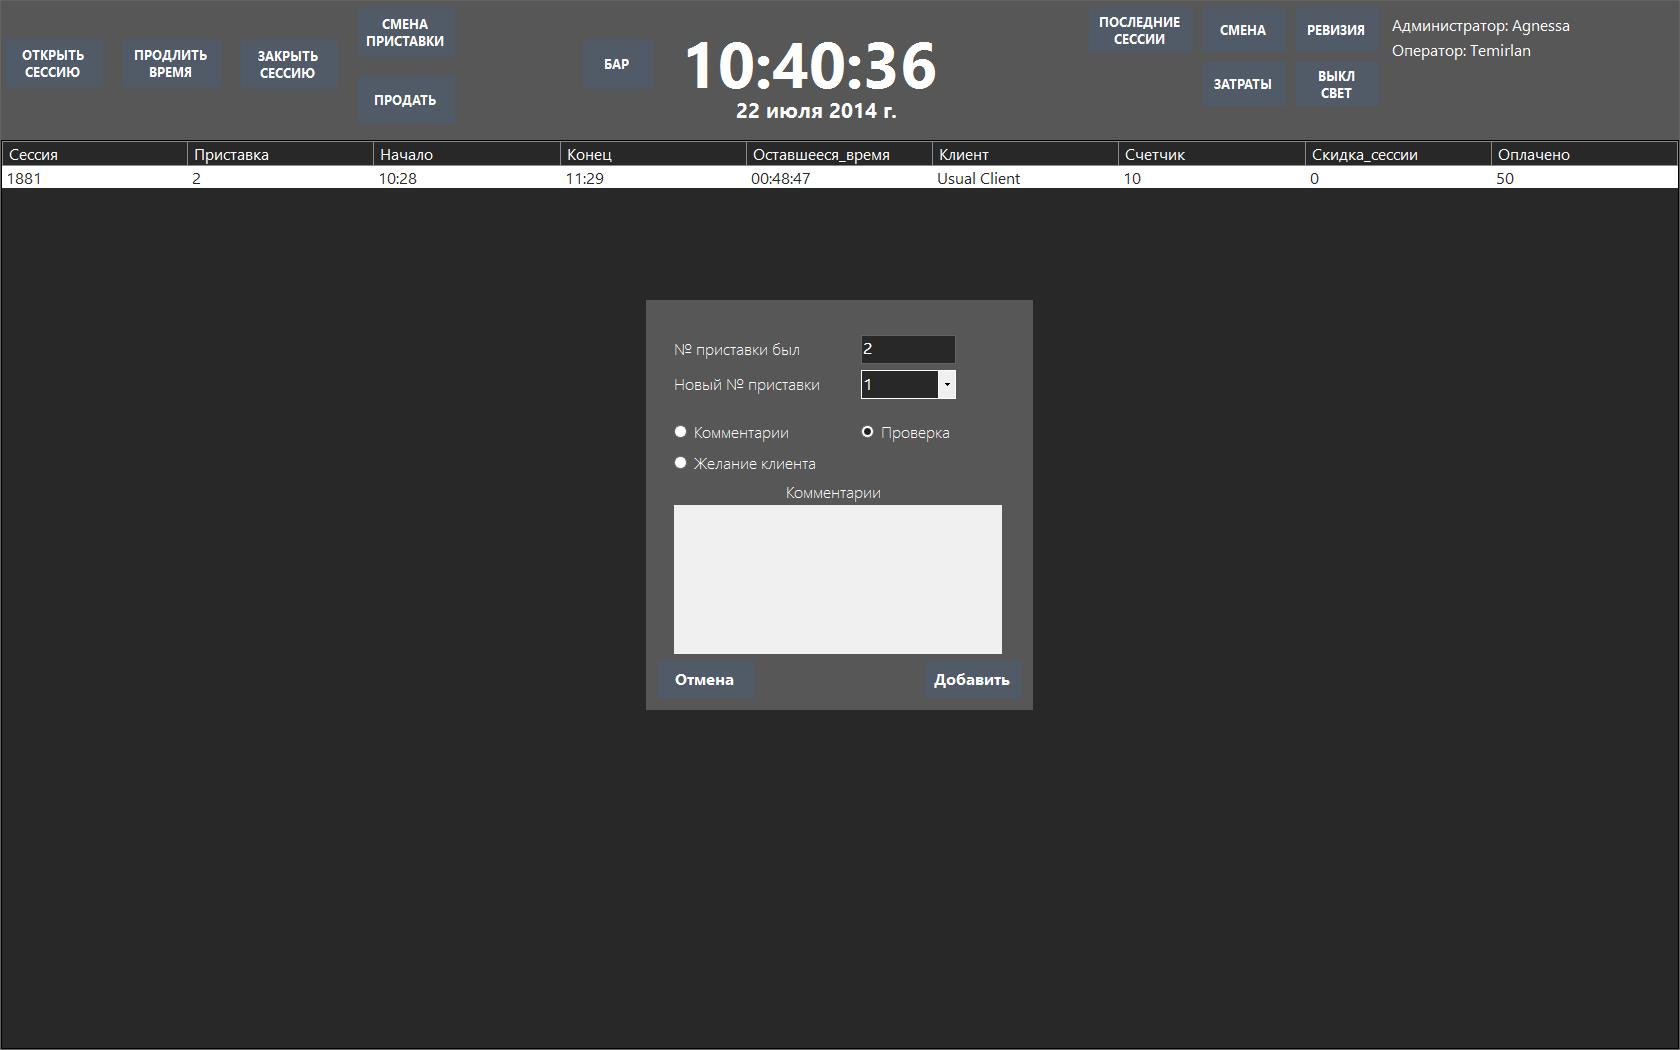 ОТКРЫТЬ
СЕССИЮ
ПРОДЛИТЬ
ВРЕМЯ
ЗАКРЫТЬ
СЕССИЮ
СМЕНА
ПРИСТАВКИ
ПРОДАТЬ
БАР
10:40:36
22 июля 2014 г.
ПОСЛЕДНИЕ
СЕССИИ
СМЕНА
РЕВИЗИЯ
ЗАТРАТЫ
ВЫКЛ
СВЕТ
Администратор: Agnessa
Оператор: Temirlan
Сессия Приставка Начало Конец Оставшееся_время Клиент Счетчик Скидка_сессии Оплачено
1881 2 10:28 11:29 00:48:47 Usual Client 10 0 50
№ приставки был 2
Новый № приставки 1
Комментарии Проверка
Желание клиента
Комментарии
Отмена Добавить